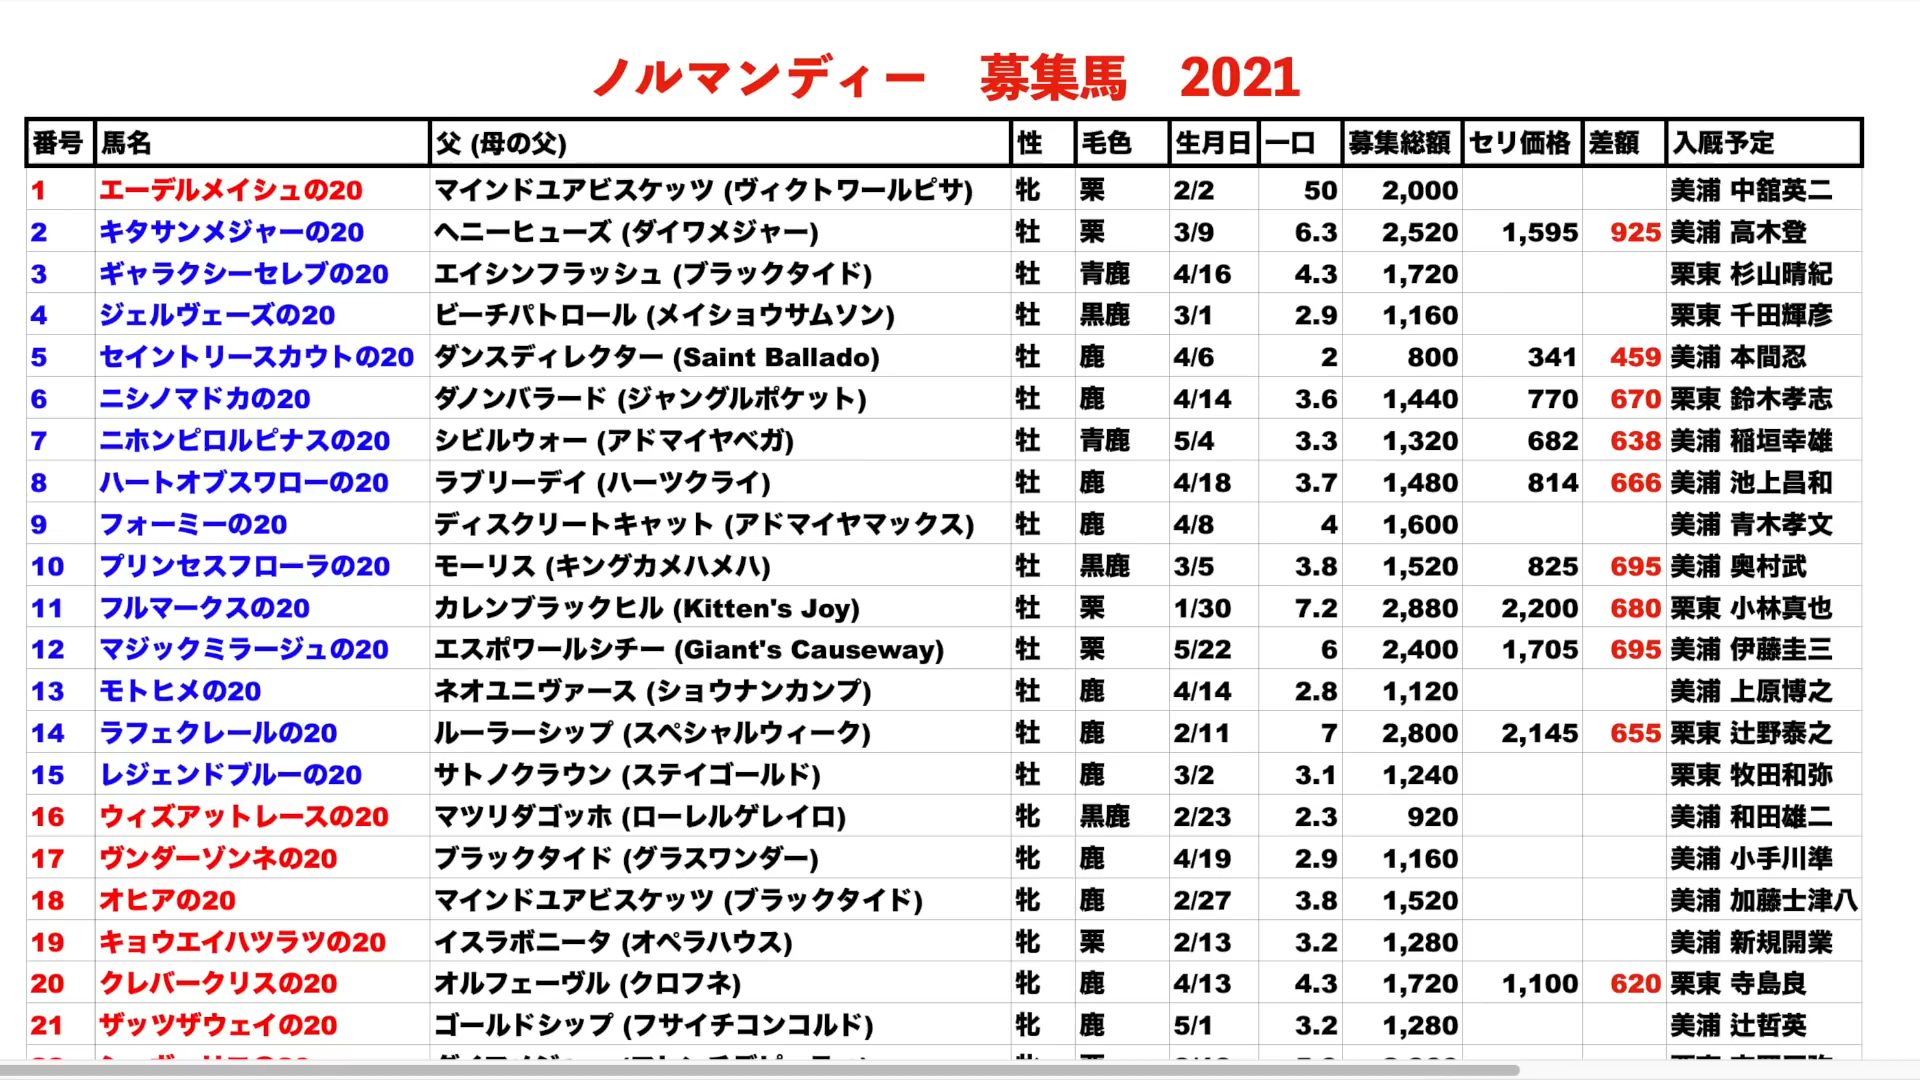 ノルマンディー　募集馬　2021
番号 馬名 父 (母の父) 性 毛色 生月日 一口 募集総額 セリ価格 差額 入厩予定
1 エーデルメイシュの20 マインドユアビスケッツ (ヴィクトワールピサ) 牝 栗 2/2 50 2,000 美浦 中舘英二
2 キタサンメジャーの20 ヘニーヒューズ (ダイワメジャー) 牡 栗 3/9 6.3 2,520 1,595 925 美浦 高木登
3 ギャラクシーセレブの20 エイシンフラッシュ (ブラックタイド) 牡 青鹿 4/16 4.3 1,720 栗東 杉山晴紀
4 ジェルヴェーズの20 ビーチパトロール (メイショウサムソン) 牡 黒鹿 3/1 2.9 1,160 栗東 千田輝彦
5 セイントリースカウトの20 ダンスディレクター (Saint Ballado) 牡 鹿 4/6 2 800 341 459 美浦 本間忍
6 ニシノマドカの20 ダノンバラード (ジャングルポケット) 牡 鹿 4/14 3.6 1,440 770 670 栗東 鈴木孝志
7 ニホンピロルピナスの20 シビルウォー (アドマイヤベガ) 牡 青鹿 5/4 3.3 1,320 682 638 美浦 稲垣幸雄
8 ハートオブスワローの20 ラブリーデイ (ハーツクライ) 牡 鹿 4/18 3.7 1,480 814 666 美浦 池上昌和
9 フォーミーの20 ディスクリートキャット (アドマイヤマックス) 牡 鹿 4/8 4 1,600 美浦 青木孝文
10 プリンセスフローラの20 モーリス (キングカメハメハ) 牡 黒鹿 3/5 3.8 1,520 825 695 美浦 奥村武
11 フルマークスの20 カレンブラックヒル (Kitten's Joy) 牡 栗 1/30 7.2 2,880 2,200 680 栗東 小林真也
12 マジックミラージュの20 エスポワールシチー (Giant's Causeway) 牡 栗 5/22 6 2,400 1,705 695 美浦 伊藤圭三
13 モトヒメの20 ネオユニヴァース (ショウナンカンプ) 牡 鹿 4/14 2.8 1,120 美浦 上原博之
14 ラフェクレールの20 ルーラーシップ (スペシャルウィーク) 牡 鹿 2/11 7 2,800 2,145 655 栗東 辻野泰之
15 レジェンドブルーの20 サトノクラウン (ステイゴールド) 牡 鹿 3/2 3.1 1,240 栗東 牧田和弥
16 ウィズアットレースの20 マツリダゴッホ (ローレルゲレイロ) 牝 黒鹿 2/23 2.3 920 美浦 和田雄二
17 ヴンダーゾンネの20 ブラックタイド (グラスワンダー) 牝 鹿 4/19 2.9 1,160 美浦 小手川準
18 オヒアの20 マインドユアビスケッツ (ブラックタイド) 牝 鹿 2/27 3.8 1,520 美浦 加藤士津八
19 キョウエイハツラツの20 イスラボニータ (オペラハウス) 牝 栗 2/13 3.2 1,280 美浦 新規開業
20 クレバークリスの20 オルフェーヴル (クロフネ) 牝 鹿 4/13 4.3 1,720 1,100 620 栗東 寺島良
21 ザッツザウェイの20 ゴールドシップ (フサイチコンコルド) 牝 鹿 5/1 3.2 1,280 美浦 辻哲英